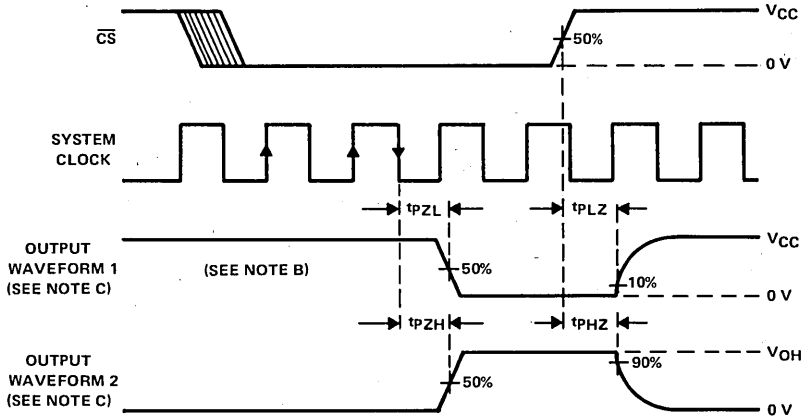 VCC
CS
50%
0 V
SYSTEM
CLOCK
tPZL
tPLZ
OUTPUT
WAVEFORM 1
(SEE NOTE C)
(SEE NOTE B)
50%
VCC
10%
0 V
tPZH
tPHZ
OUTPUT
WAVEFORM 2
(SEE NOTE C)
50%
VOH
90%
0 V